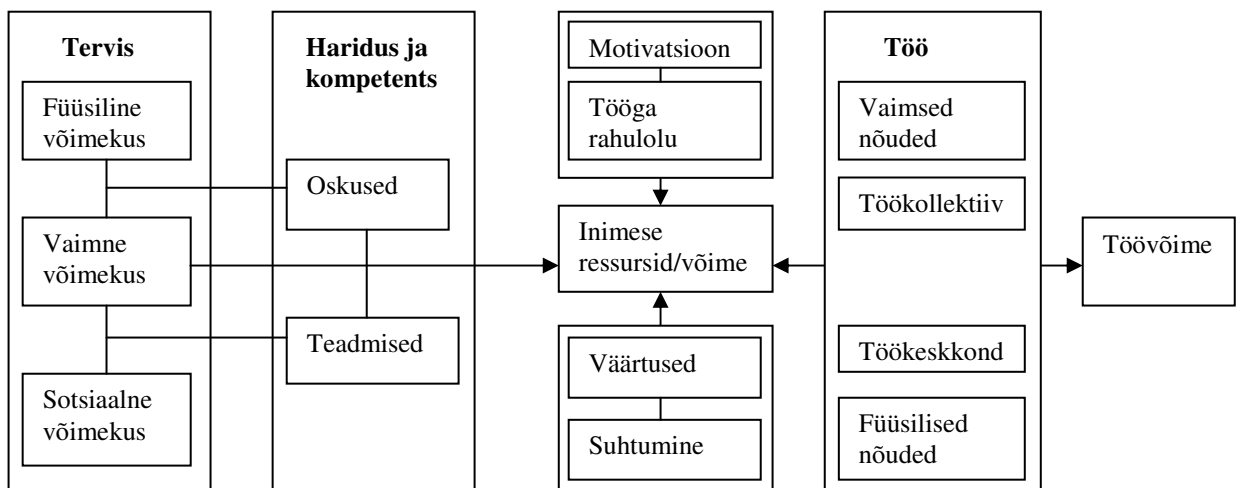 Tervis
Füüsiline
võimekus
Vaimne
võimekus
Sotsiaalne
võimekus
Haridus ja
kompetents
Oskused
Teadmised
Motivatsioon
Tööga
rahulolu
Inimese
ressursid/võime
Väärtused
Suhtumine
Töö
Vaimsed
nõuded
Töökollektiiv
Töökeskkond
Füüsilised
nõuded
Töövõime